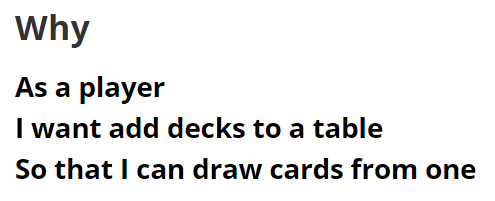 Why
As a player
I want add decks to a table
So that I can draw cards from one